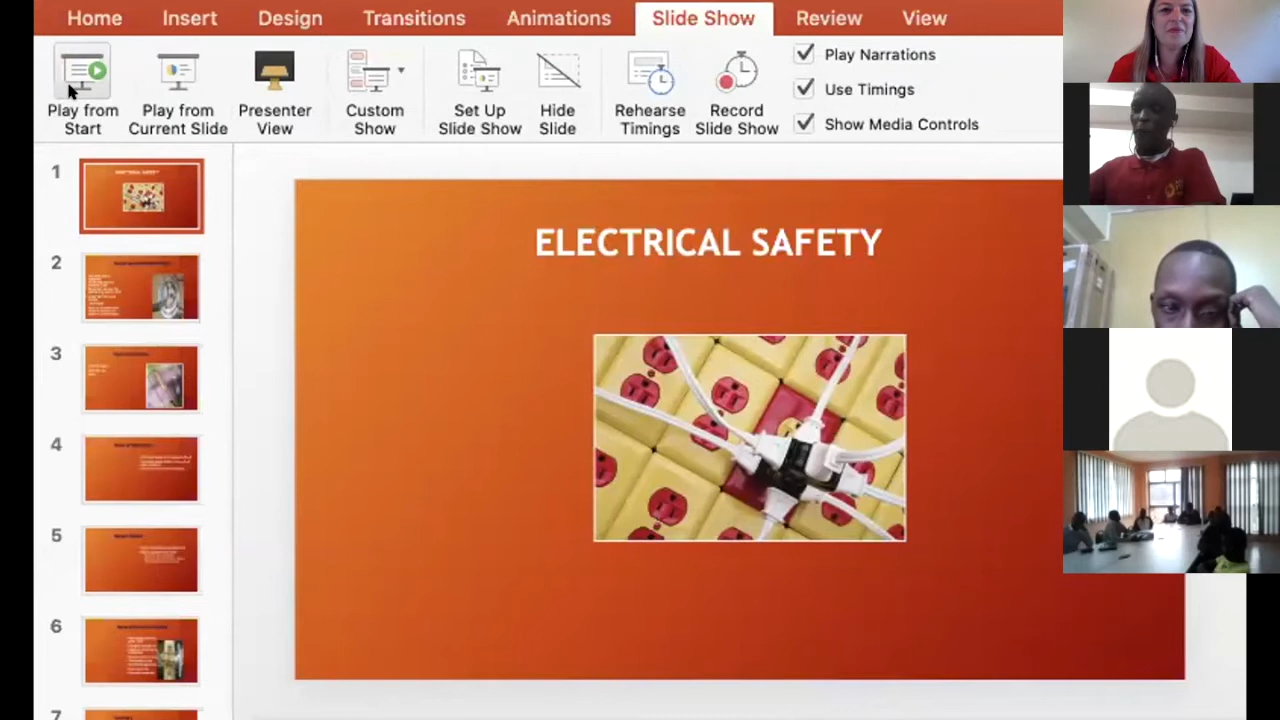 Home Insert Design Transitions Animations Slide Show Review View
Play from Start
Play from Current Slide
Presenter View
Custom Show
Set Up Slide Show
Hide Slide
Rehearse Timings
Record Slide Show
Play Narrations
Use Timings
Show Media Controls
1
ELECTRICAL SAFETY
2
3
4
5
6
7
ELECTRICAL SAFETY